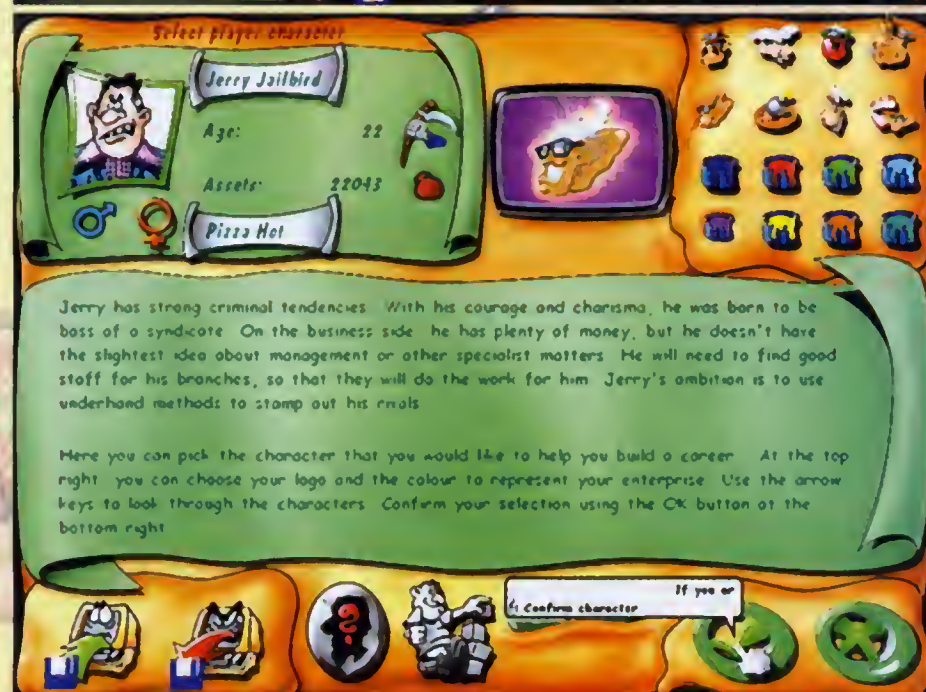 Select player character
Jerry Jailbird
Age: 22
Assets: 22043
Pizza Hot
Jerry has strong criminal tendencies With his courage and charisma, he was born to be
boss of a syndicate On the business side he has plenty of money, but he doesn't have
the slightest idea about management or other specialist matters He will need to find good
staff for his branches, so that they will do the work for him Jerry's ambition is to use
underhand methods to stamp out his rivals
Here you can pick the character that you would like to help you build a career At the top
right you can choose your logo and the colour to represent your enterprise Use the arrow
keys to look through the characters Confirm your selection using the OK button at the
bottom right
If you ar
Confirm character